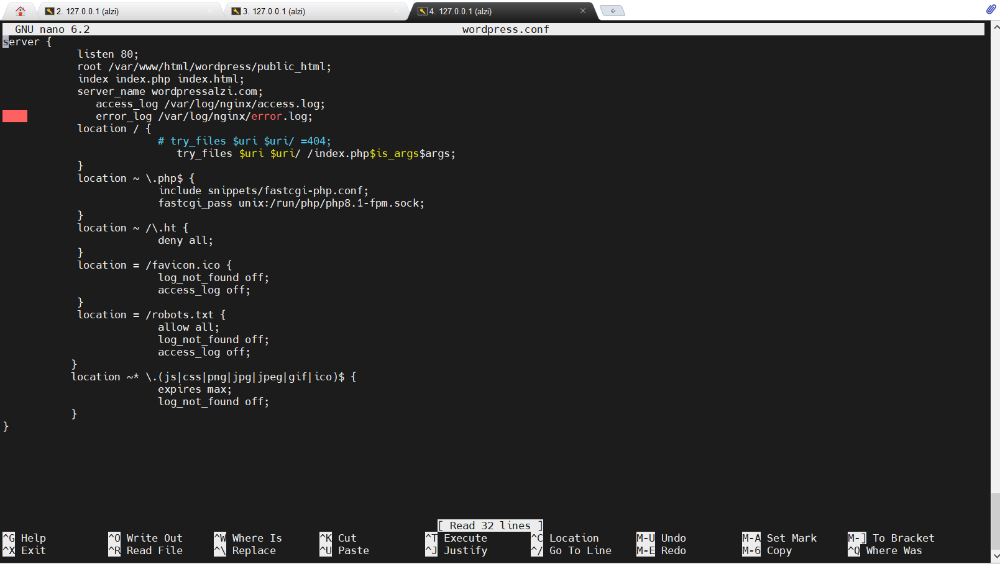 2. 127.0.0.1 (alzi)
3. 127.0.0.1 (alzi)
4. 127.0.0.1 (alzi)
GNU nano 6.2 wordpress.conf
server {
listen 80;
root /var/www/html/wordpress/public_html;
index index.php index.html;
server_name wordpressalzi.com;
access_log /var/log/nginx/access.log;
error_log /var/log/nginx/error.log;
location / {
# try_files $uri $uri/ =404;
try_files $uri $uri/ /index.php$is_args$args;
}
location ~ \.php$ {
include snippets/fastcgi-php.conf;
fastcgi_pass unix:/run/php/php8.1-fpm.sock;
}
location ~ /\.ht {
deny all;
}
location = /favicon.ico {
log_not_found off;
access_log off;
}
location = /robots.txt {
allow all;
log_not_found off;
access_log off;
}
location ~* \.(js|css|png|jpg|jpeg|gif|ico)$ {
expires max;
log_not_found off;
}
}
[ Read 32 lines ]
^G Help ^O Write Out ^W Where Is ^K Cut ^T Execute ^C Location M-U Undo M-A Set Mark M-] To Bracket
^X Exit ^R Read File ^\ Replace ^U Paste ^J Justify ^/ Go To Line M-E Redo M-6 Copy ^Q Where Was